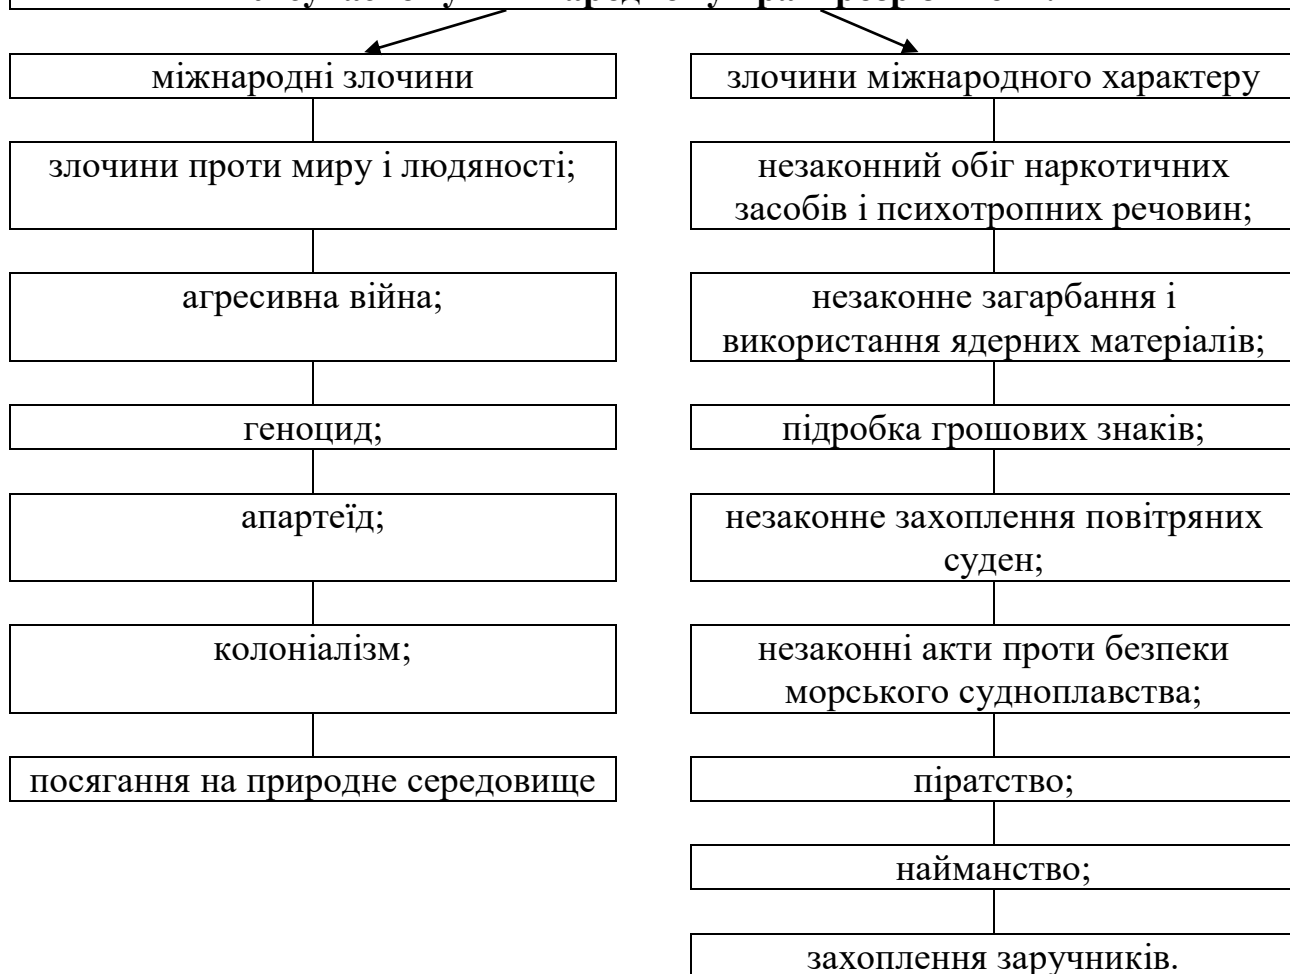 міжнародні злочини
злочини проти миру і людяності;
агресивна війна;
геноцид;
апартеїд;
колоніалізм;
посягання на природне середовище
злочини міжнародного характеру
незаконний обіг наркотичних
засобів і психотропних речовин;
незаконне загарбання і
використання ядерних матеріалів;
підробка грошових знаків;
незаконне захоплення повітряних
суден;
незаконні акти проти безпеки
морського судноплавства;
піратство;
найманство;
захоплення заручників.